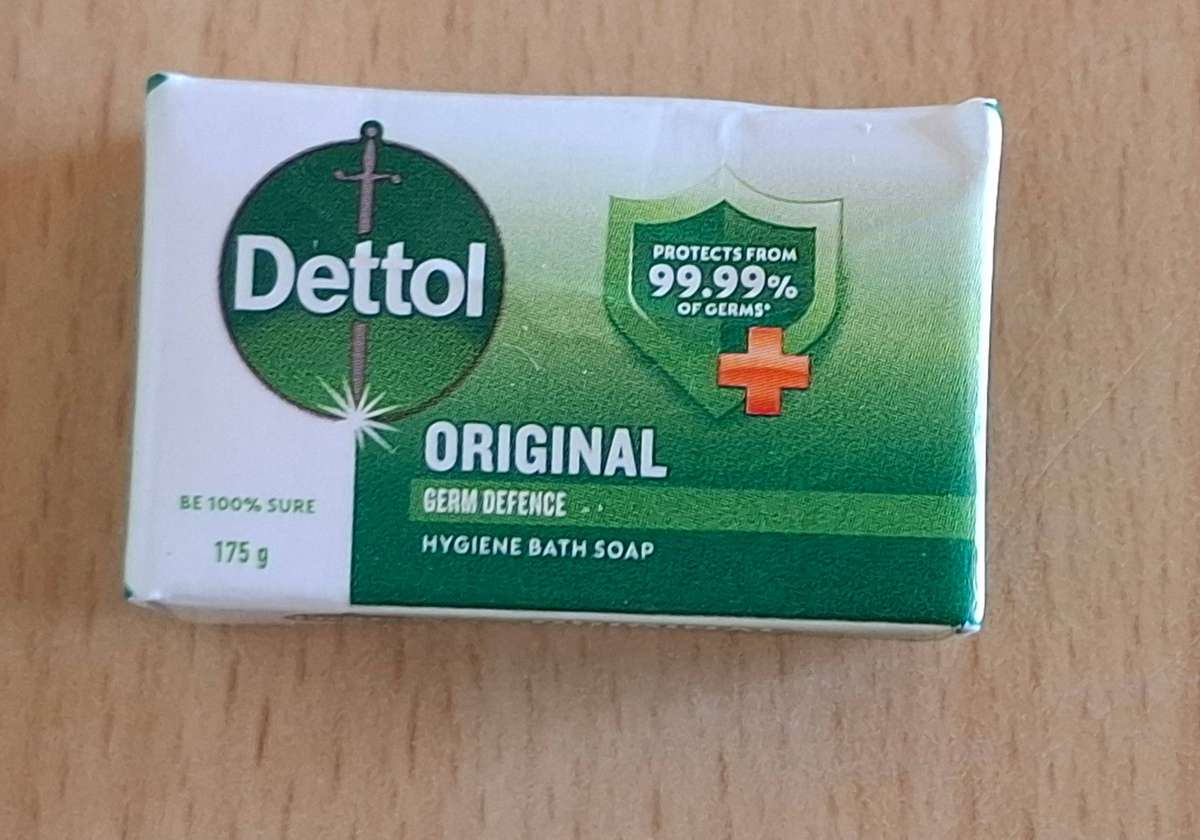 Dettol
PROTECTS FROM
99.99%
OF GERMS*
ORIGINAL
GERM DEFENCE
HYGIENE BATH SOAP
BE 100% SURE
175 g